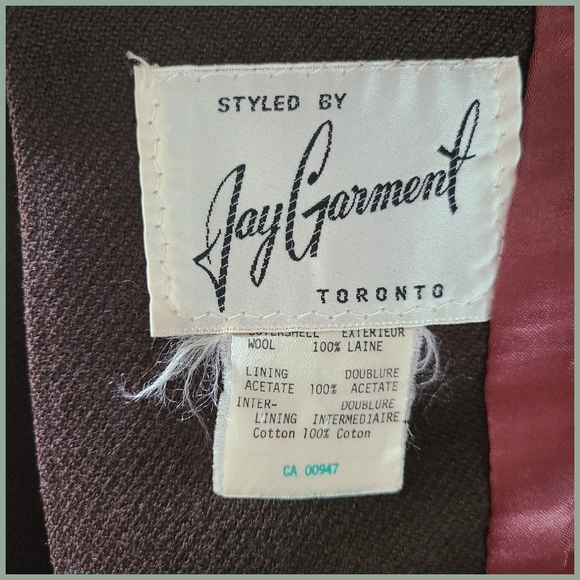 STYLED BY
Jay Garment
TORONTO
OUTERSHELL EXTERIEUR
WOOL 100% LAINE
LINING DOUBLURE
ACETATE 100% ACETATE
INTER- DOUBLURE
LINING INTERMEDIAIRE
Cotton 100% Coton
CA 00947